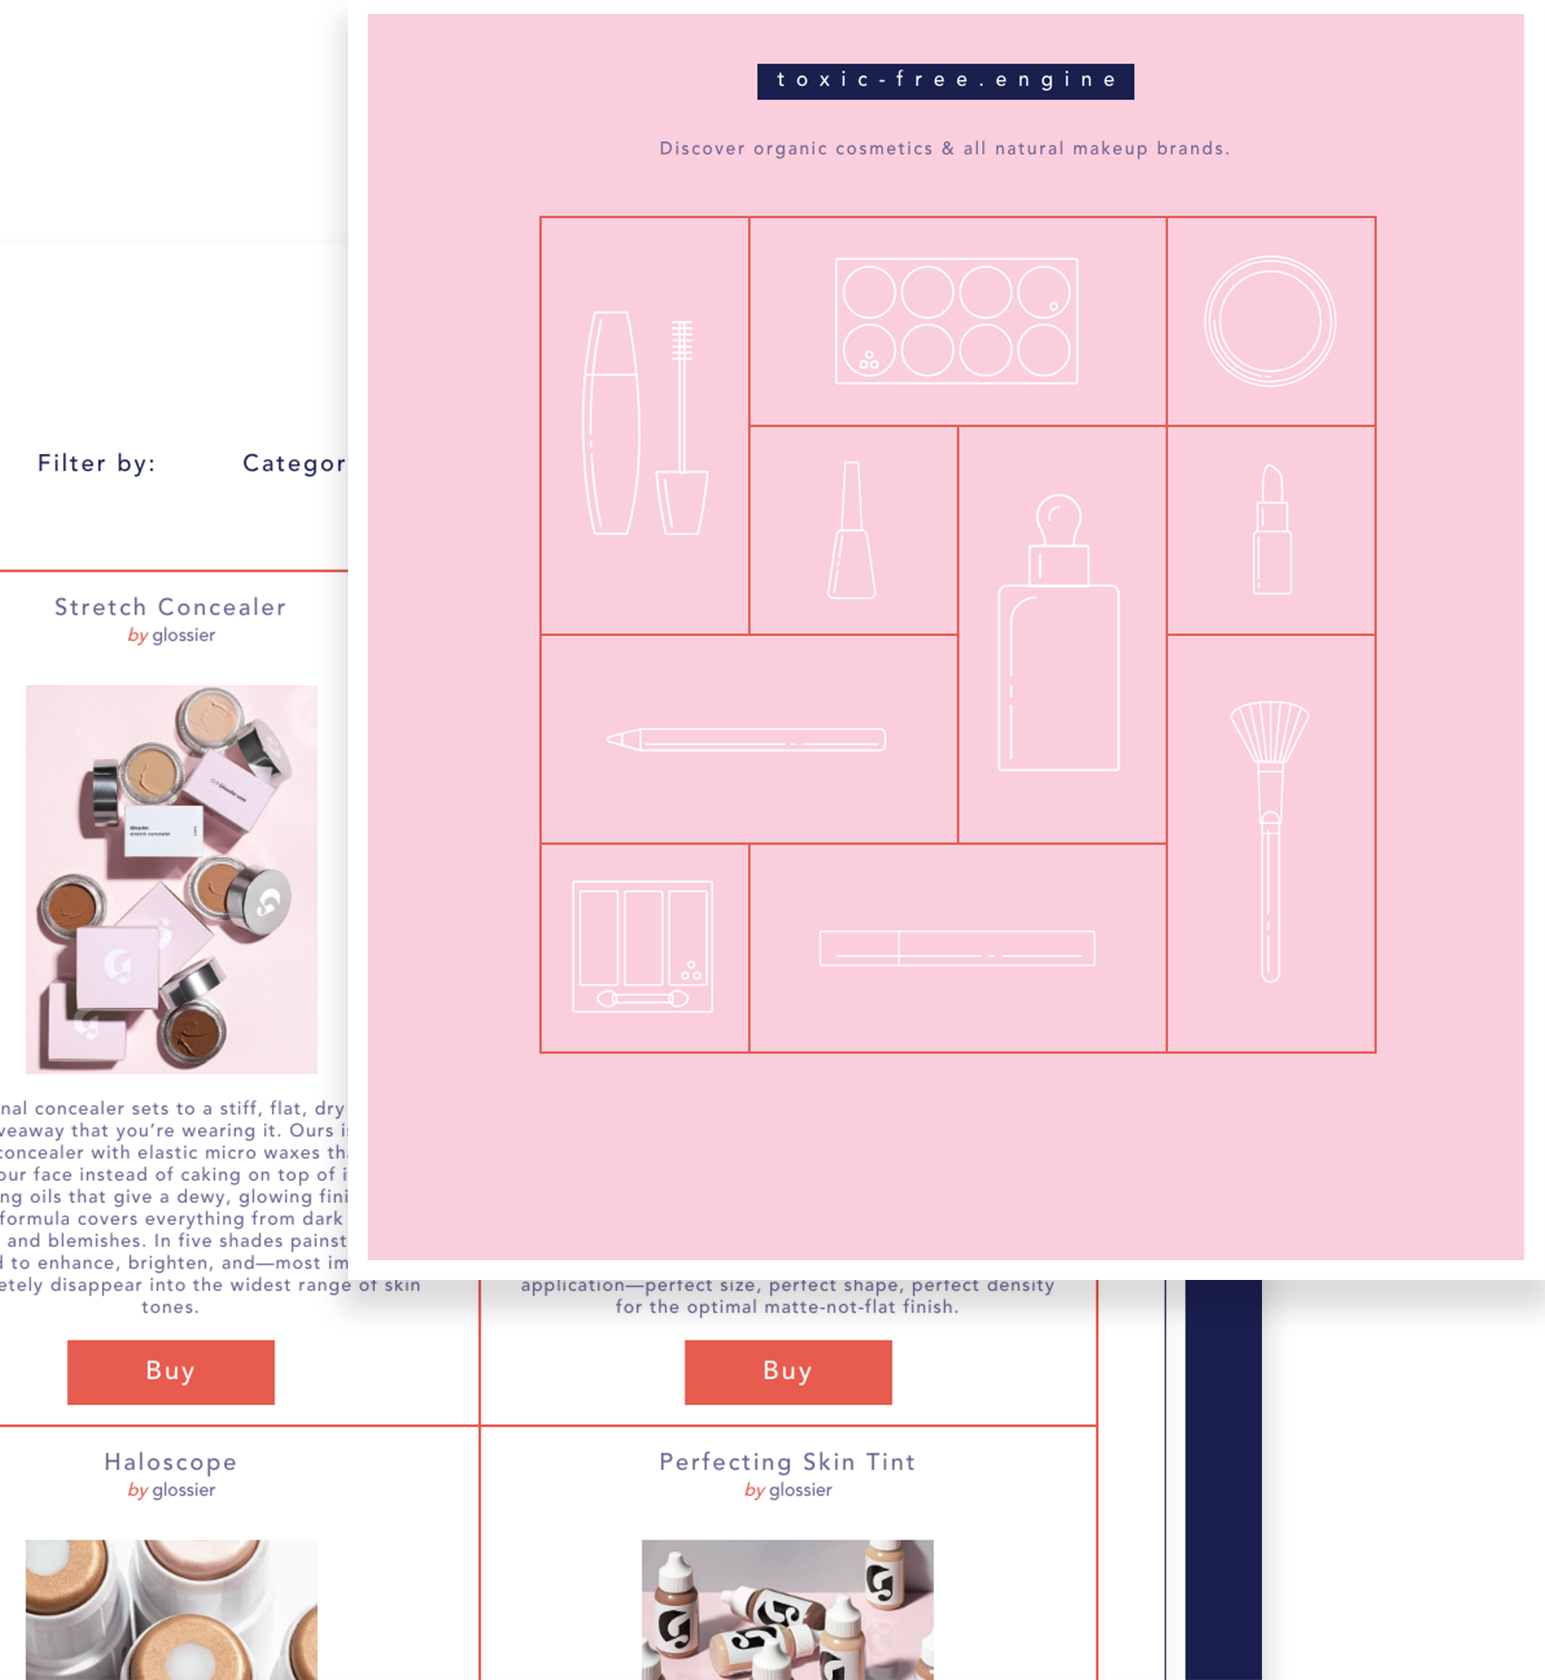 toxic-free.engine
Discover organic cosmetics & all natural makeup brands.
Filter by:
Categor
Stretch Concealer
by glossier
stretch concealer
nal concealer sets to a stiff, flat, dry
veaway that you're wearing it. Ours i
concealer with elastic micro waxes tha
our face instead of caking on top of i
ng oils that give a dewy, glowing fini
formula covers everything from dark
and blemishes. In five shades painst
d to enhance, brighten, and—most im
etely disappear into the widest range of skin
tones.
Buy
application—perfect size, perfect shape, perfect density
for the optimal matte-not-flat finish.
Buy
Haloscope
by glossier
Perfecting Skin Tint
by glossier